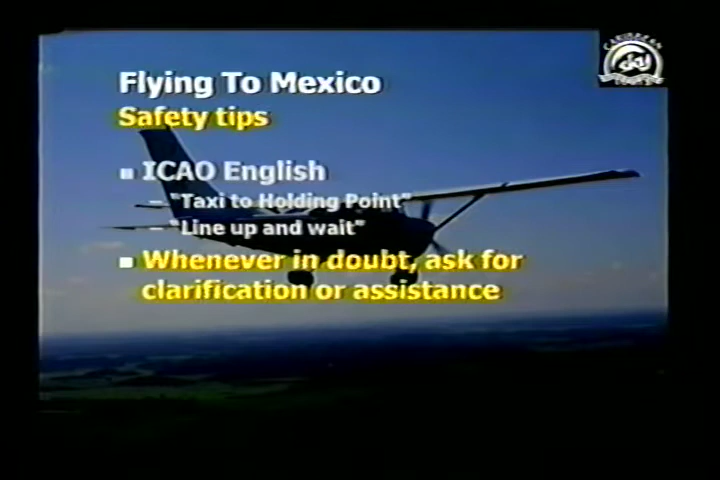 CARIBBEAN
Flying To Mexico
Safety tips
▪ ICAO English
– "Taxi to Holding Point"
– "Line up and wait"
▪ Whenever in doubt, ask for
clarification or assistance